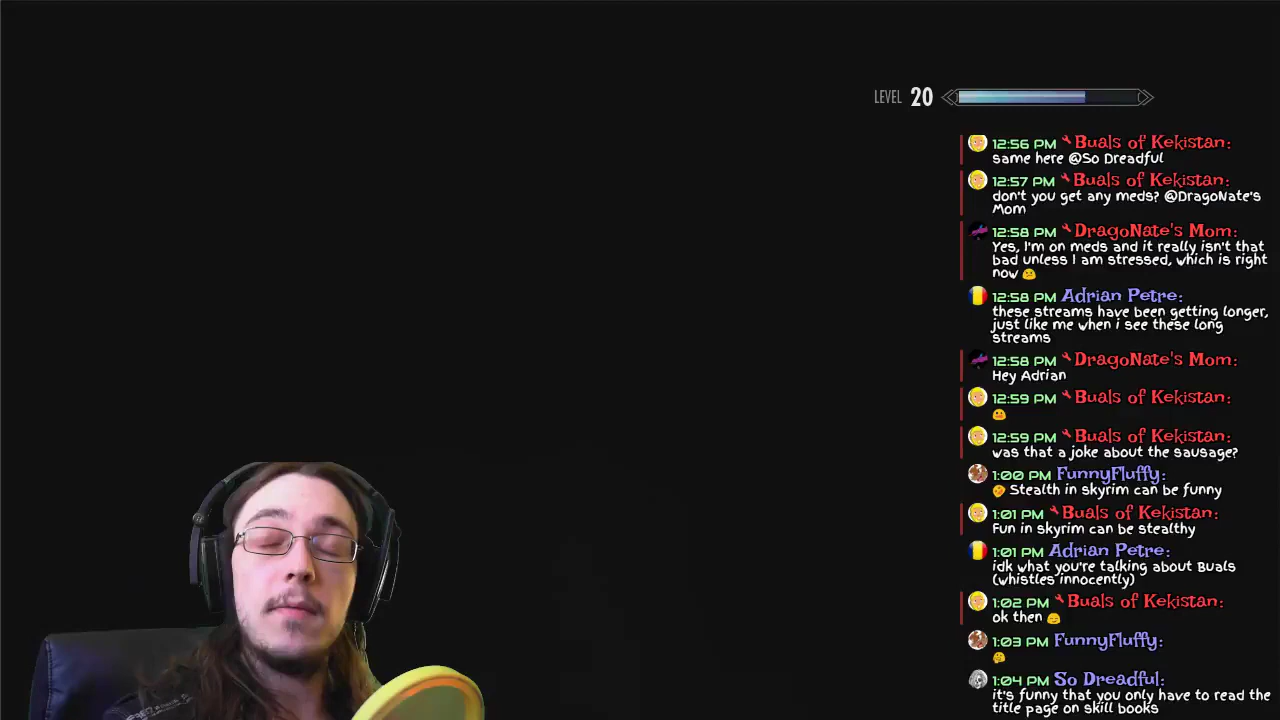 LEVEL 20
12:56 PM Buals of Kekistan:
same here @So Dreadful
12:57 PM Buals of Kekistan:
don't you get any meds? @DragoNate's
Mom
12:58 PM DragoNate's Mom:
Yes, I'm on meds and it really isn't that
bad unless I am stressed, which is right
now
12:58 PM Adrian Petre:
these streams have been getting longer,
just like me when i see these long
streams
12:58 PM DragoNate's Mom:
Hey Adrian
12:59 PM Buals of Kekistan:
12:59 PM Buals of Kekistan:
was that a joke about the sausage?
1:00 PM FunnyFluffy:
Stealth in skyrim can be funny
1:01 PM Buals of Kekistan:
Fun in skyrim can be stealthy
1:01 PM Adrian Petre:
idk what you're talking about Buals
(whistles innocently)
1:02 PM Buals of Kekistan:
ok then
1:03 PM FunnyFluffy:
1:04 PM So Dreadful:
it's funny that you only have to read the
title page on skill books